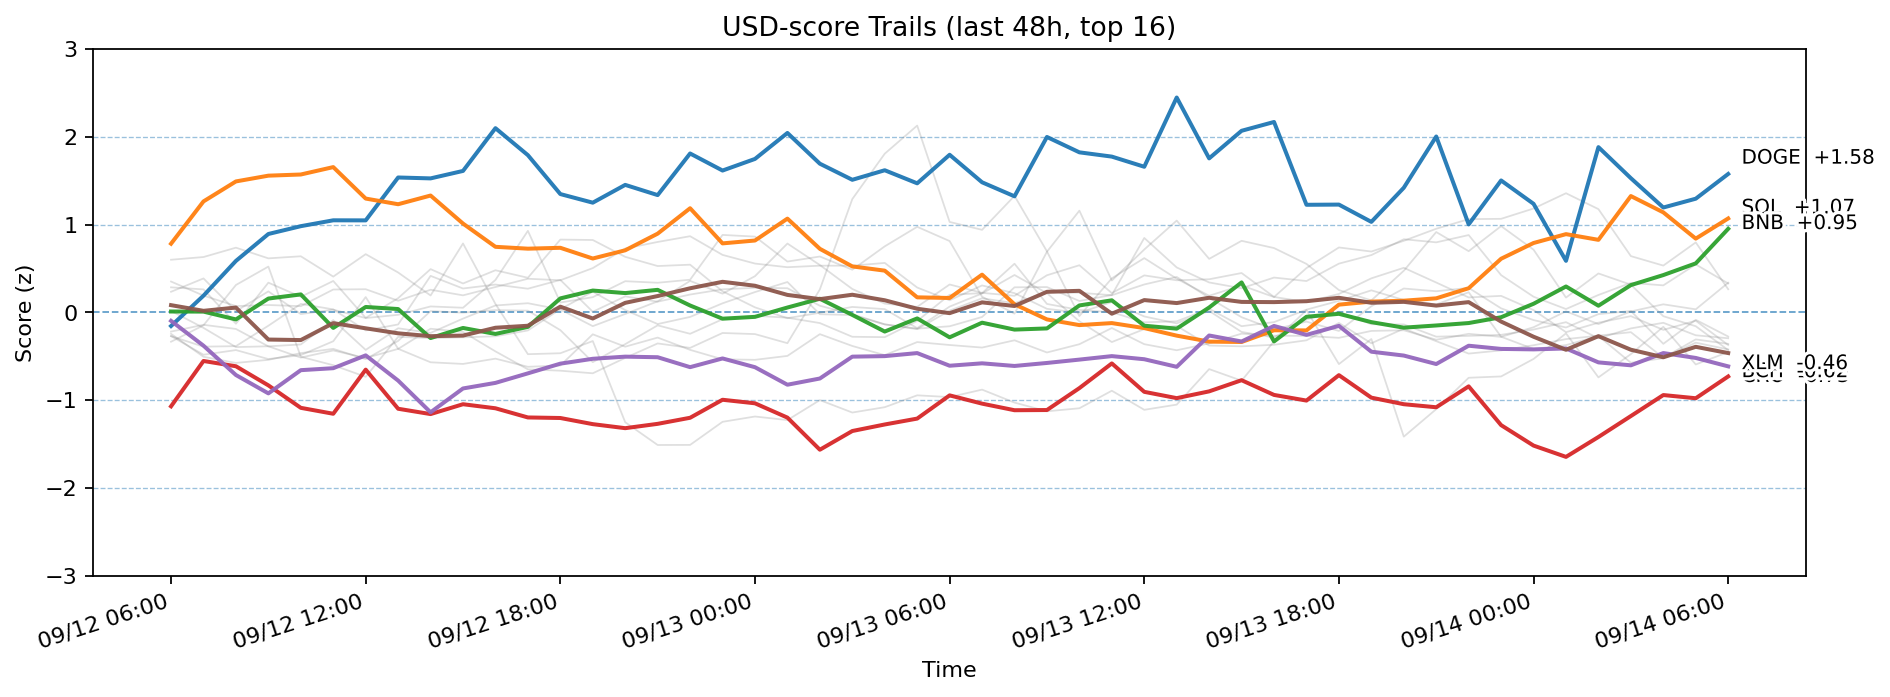 USD-score Trails (last 48h, top 16)
Score (z)
3
2
1
0
−1
−2
−3
DOGE +1.58
SOL +1.07
BNB +0.95
XLM -0.46
09/12 06:00
09/12 12:00
09/12 18:00
09/13 00:00
09/13 06:00
09/13 12:00
09/13 18:00
09/14 00:00
09/14 06:00
Time